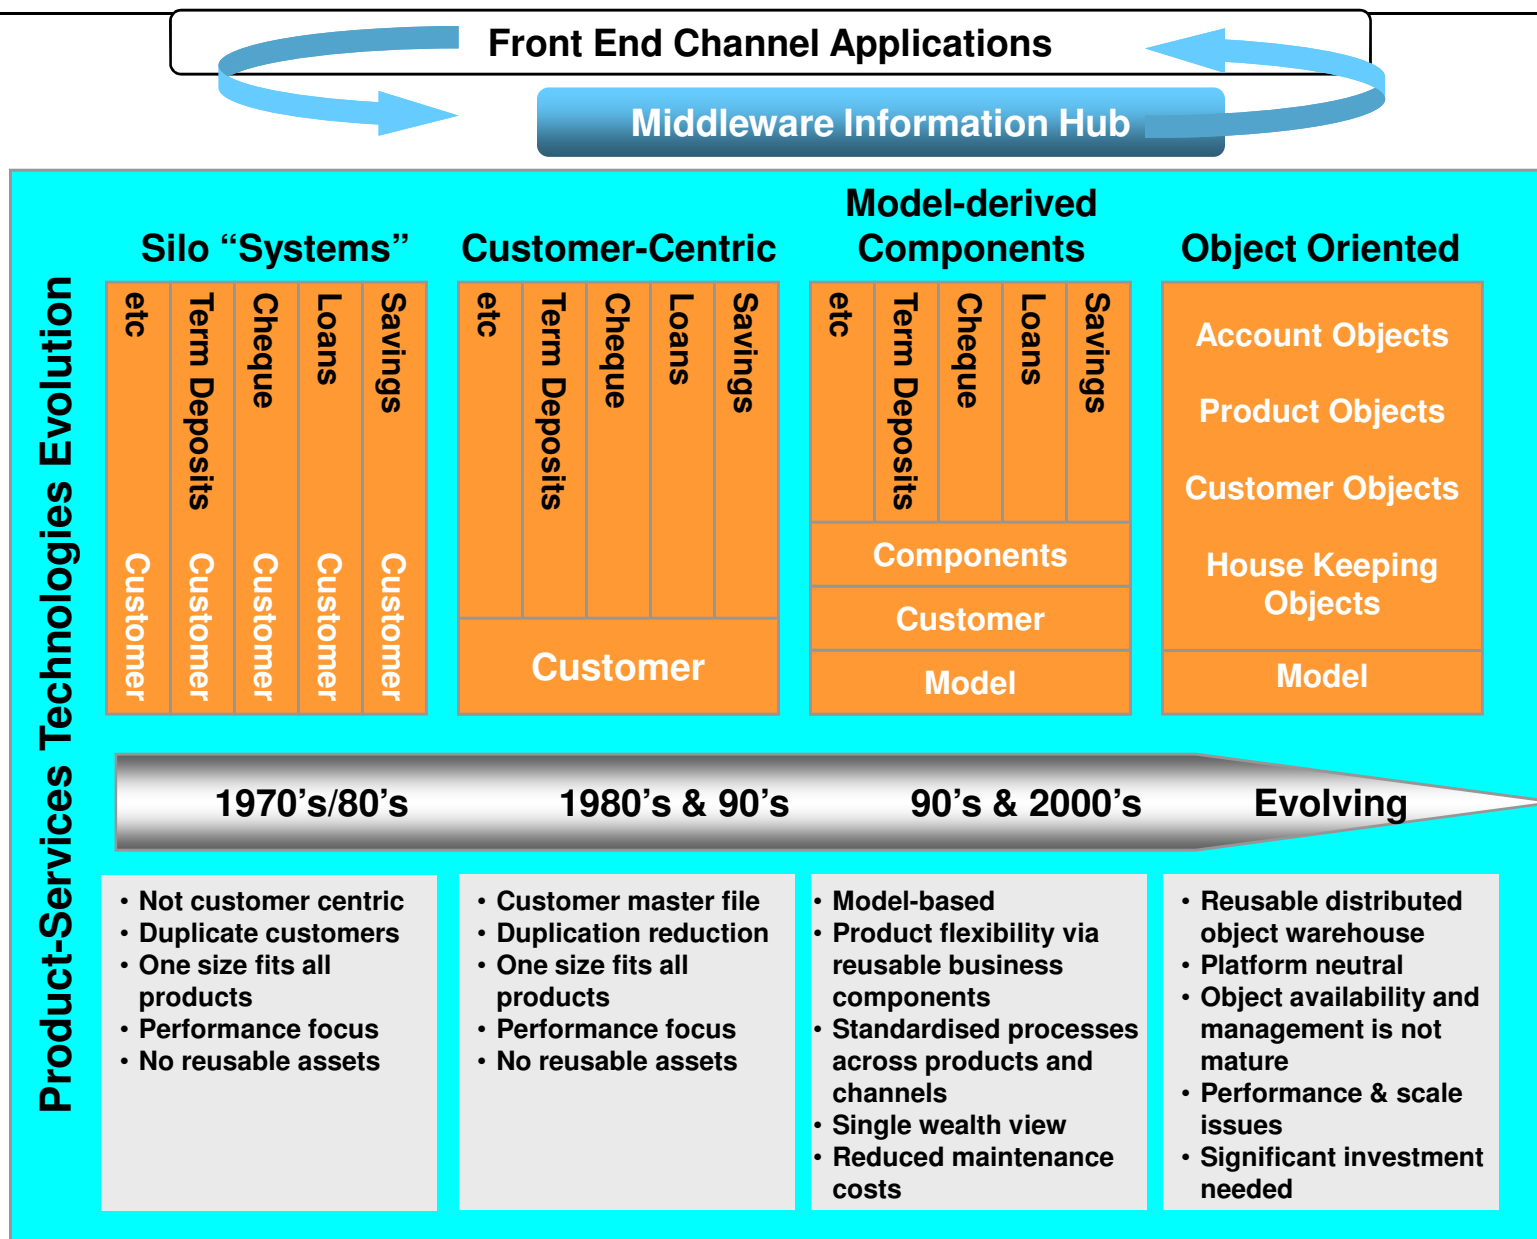 Front End Channel Applications
Middleware Information Hub
Product-Services Technologies Evolution
Silo “Systems”
etc
Term Deposits
Cheque
Loans
Savings
Customer
Customer
Customer
Customer
Customer
Customer-Centric
etc
Term Deposits
Cheque
Loans
Savings
Customer
Model-derived
Components
etc
Term Deposits
Cheque
Loans
Savings
Components
Customer
Model
Object Oriented
Account Objects
Product Objects
Customer Objects
House Keeping
Objects
Model
1970’s/80’s
1980’s & 90’s
90’s & 2000’s
Evolving
• Not customer centric
• Duplicate customers
• One size fits all
products
• Performance focus
• No reusable assets
• Customer master file
• Duplication reduction
• One size fits all
products
• Performance focus
• No reusable assets
• Model-based
• Product flexibility via
reusable business
components
• Standardised processes
across products and
channels
• Single wealth view
• Reduced maintenance
costs
• Reusable distributed
object warehouse
• Platform neutral
• Object availability and
management is not
mature
• Performance & scale
issues
• Significant investment
needed